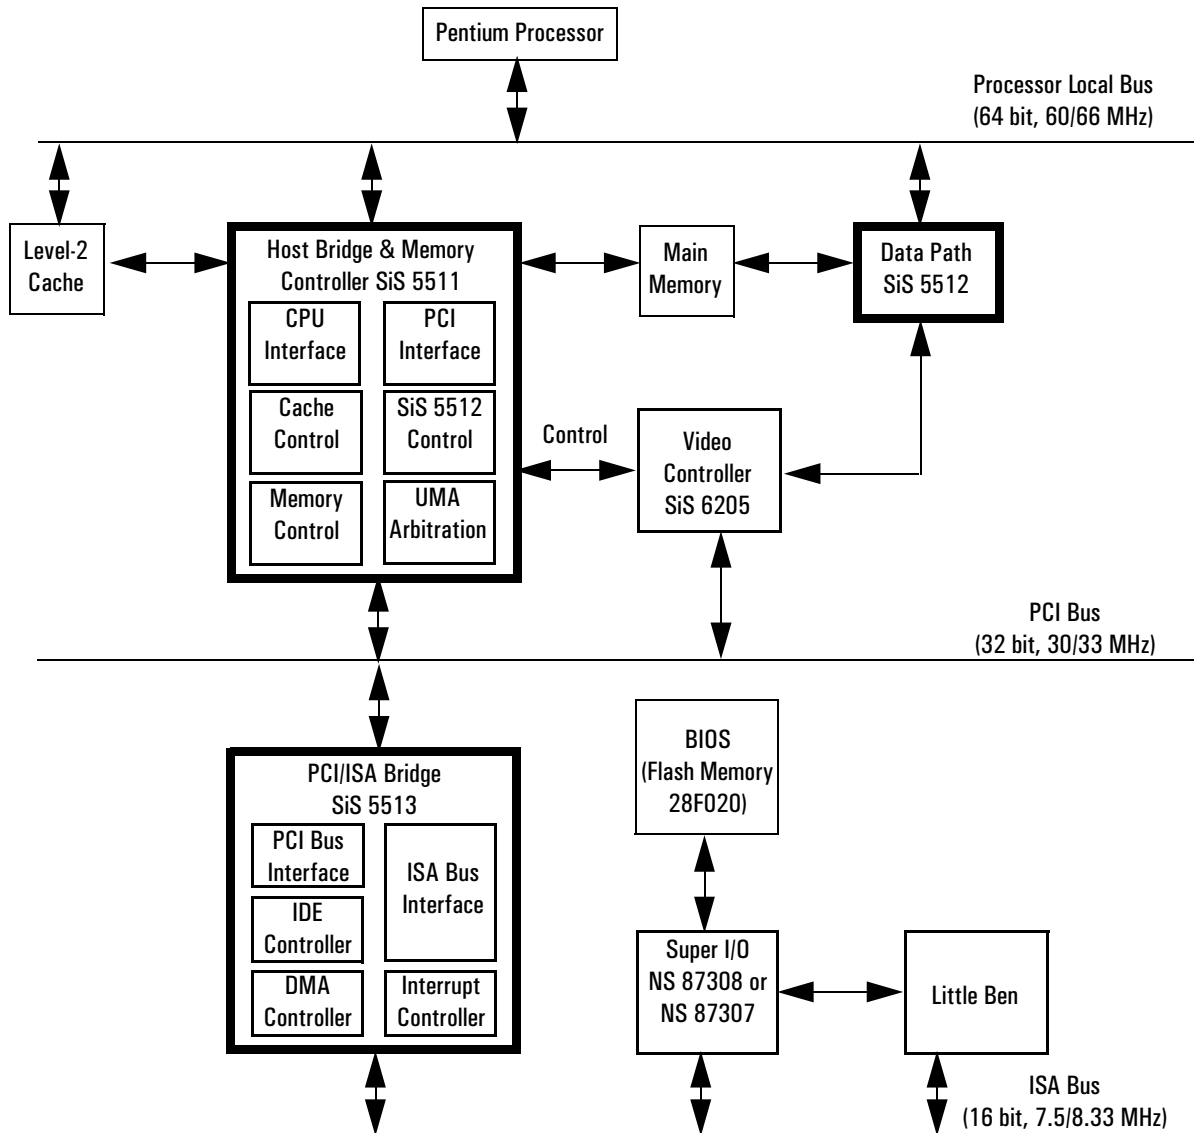 Pentium Processor
Processor Local Bus
(64 bit, 60/66 MHz)
Level-2
Cache
Host Bridge & Memory
Controller SiS 5511
CPU
Interface
PCI
Interface
Cache
Control
SiS 5512
Control
Memory
Control
UMA
Arbitration
Main
Memory
Data Path
SiS 5512
Control
Video
Controller
SiS 6205
PCI Bus
(32 bit, 30/33 MHz)
PCI/ISA Bridge
SiS 5513
PCI Bus
Interface
ISA Bus
Interface
IDE
Controller
DMA
Controller
Interrupt
Controller
BIOS
(Flash Memory
28F020)
Super I/O
NS 87308 or
NS 87307
Little Ben
ISA Bus
(16 bit, 7.5/8.33 MHz)